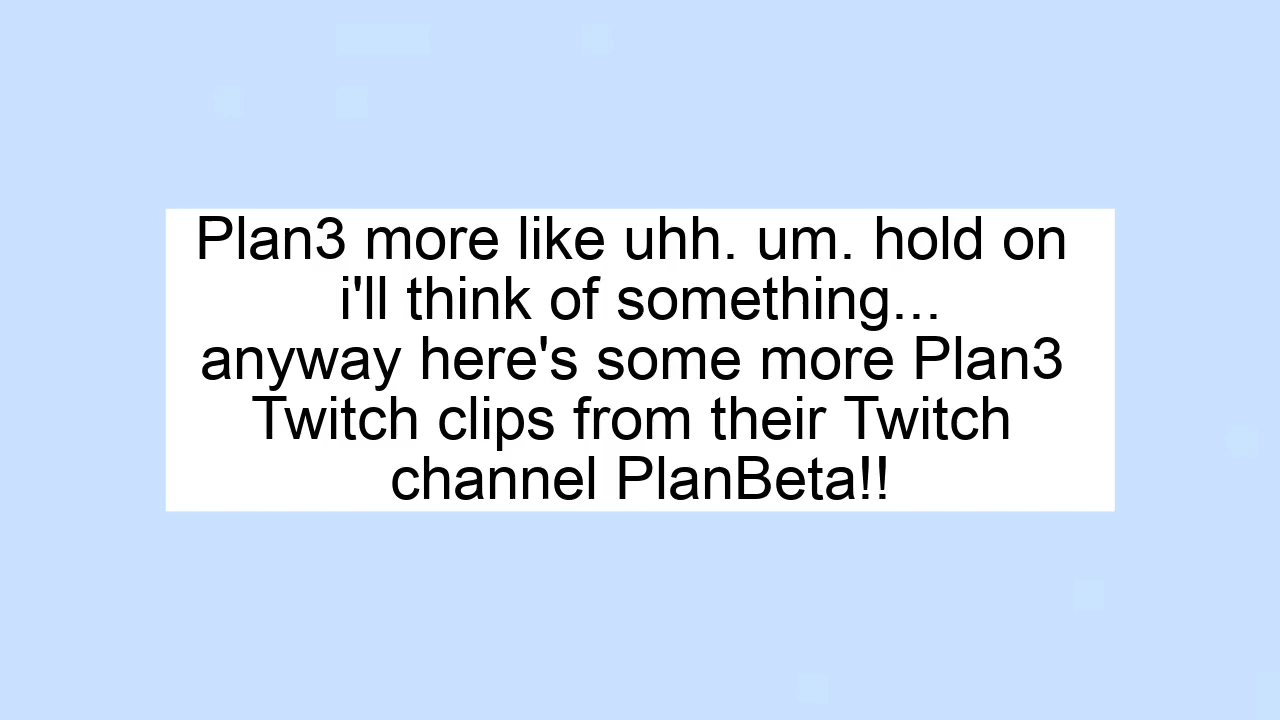 Plan3 more like uhh. um. hold on
i'll think of something...
anyway here's some more Plan3
Twitch clips from their Twitch
channel PlanBeta!!